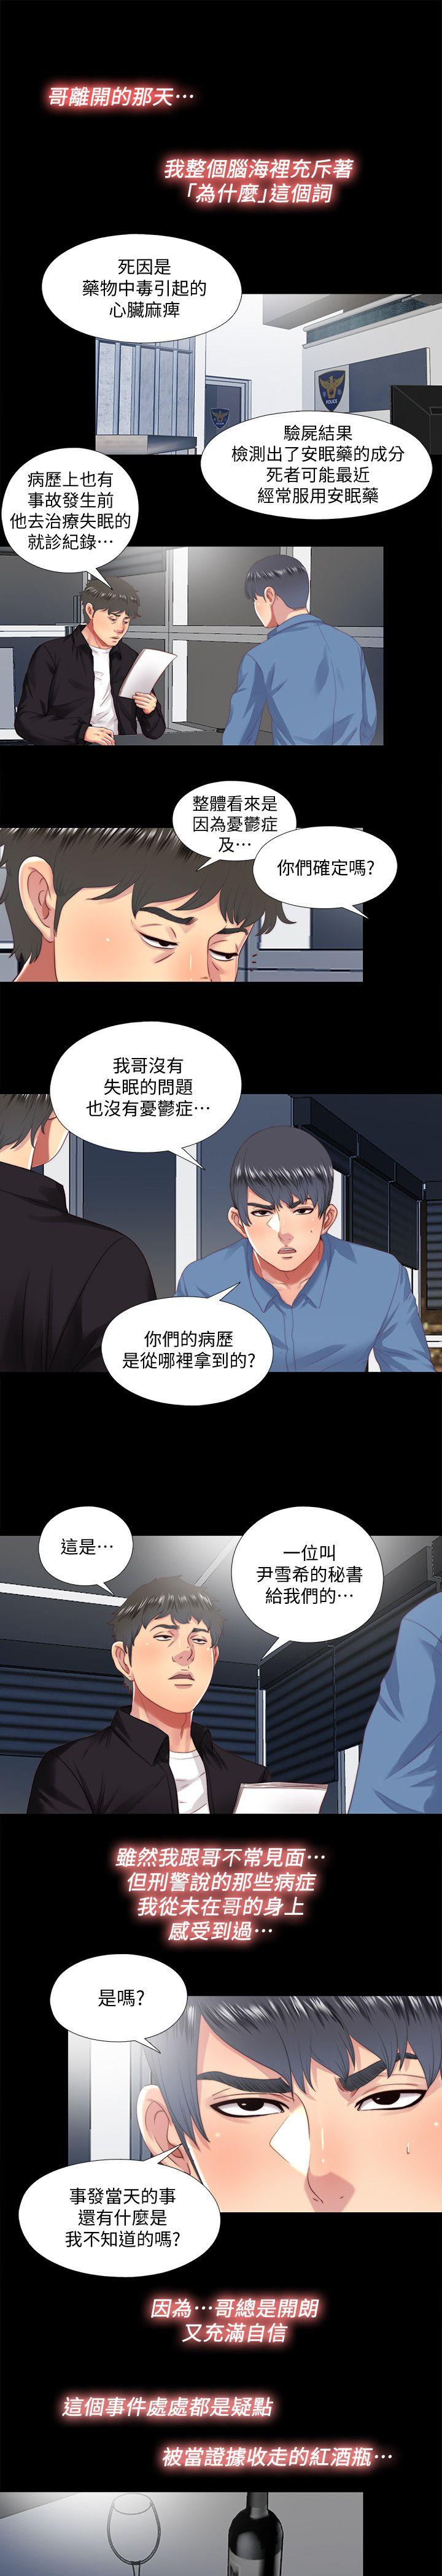 哥離開的那天⋯
我整個腦海裡充斥著
「為什麼」這個詞
死因是
藥物中毒引起的
心臟麻痺
POLICE
驗屍結果
檢測出了安眠藥的成分
死者可能最近
經常服用安眠藥
病歷上也有
事故發生前
他去治療失眠的
就診紀錄⋯
整體看來是
因為憂鬱症
及⋯
你們確定嗎?
我哥沒有
失眠的問題
也沒有憂鬱症⋯
你們的病歷
是從哪裡拿到的?
這是⋯
一位叫
尹雪希的秘書
給我們的⋯
雖然我跟哥不常見面⋯
但刑警說的那些病症
我從未在哥的身上
感受到過⋯
是嗎?
事發當天的事
還有什麼是
我不知道的嗎?
因為⋯哥總是開朗
又充滿自信
這個事件處處都是疑點
被當證據收走的紅酒瓶⋯